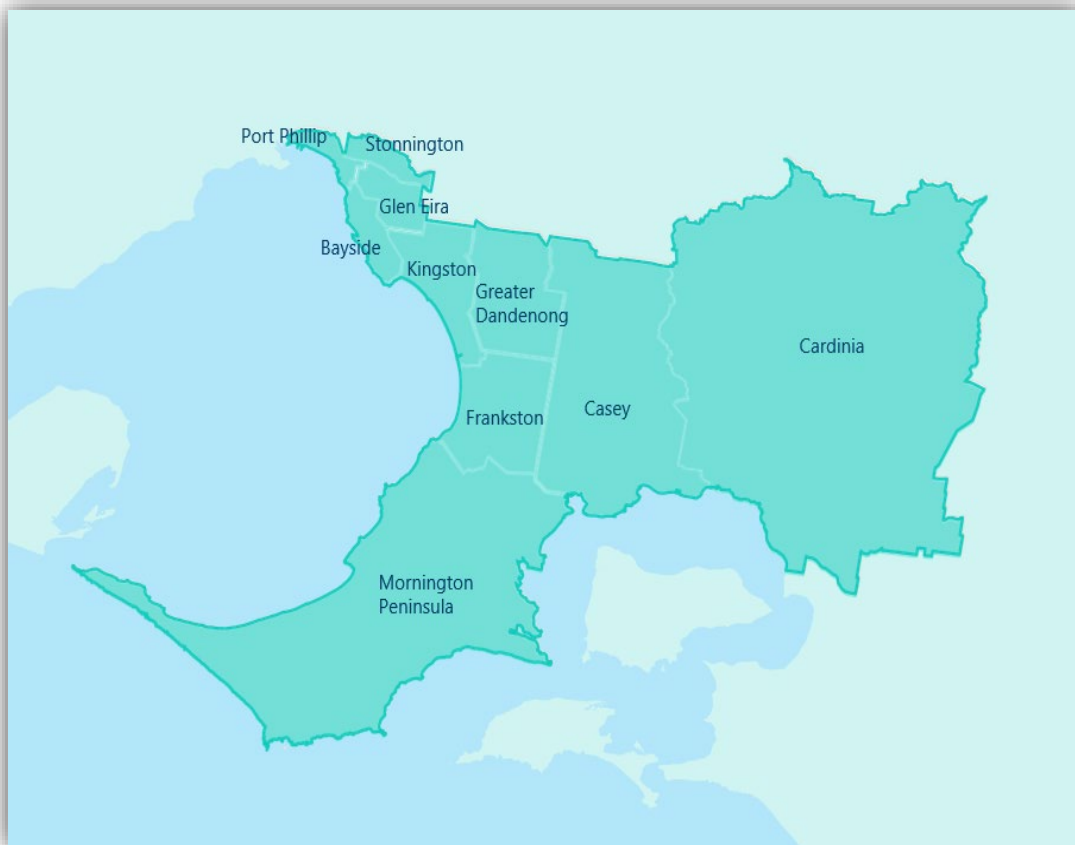 Port Phillip
Stonnington
Glen Eira
Bayside
Kingston
Greater
Dandenong
Cardinia
Casey
Frankston
Mornington
Peninsula